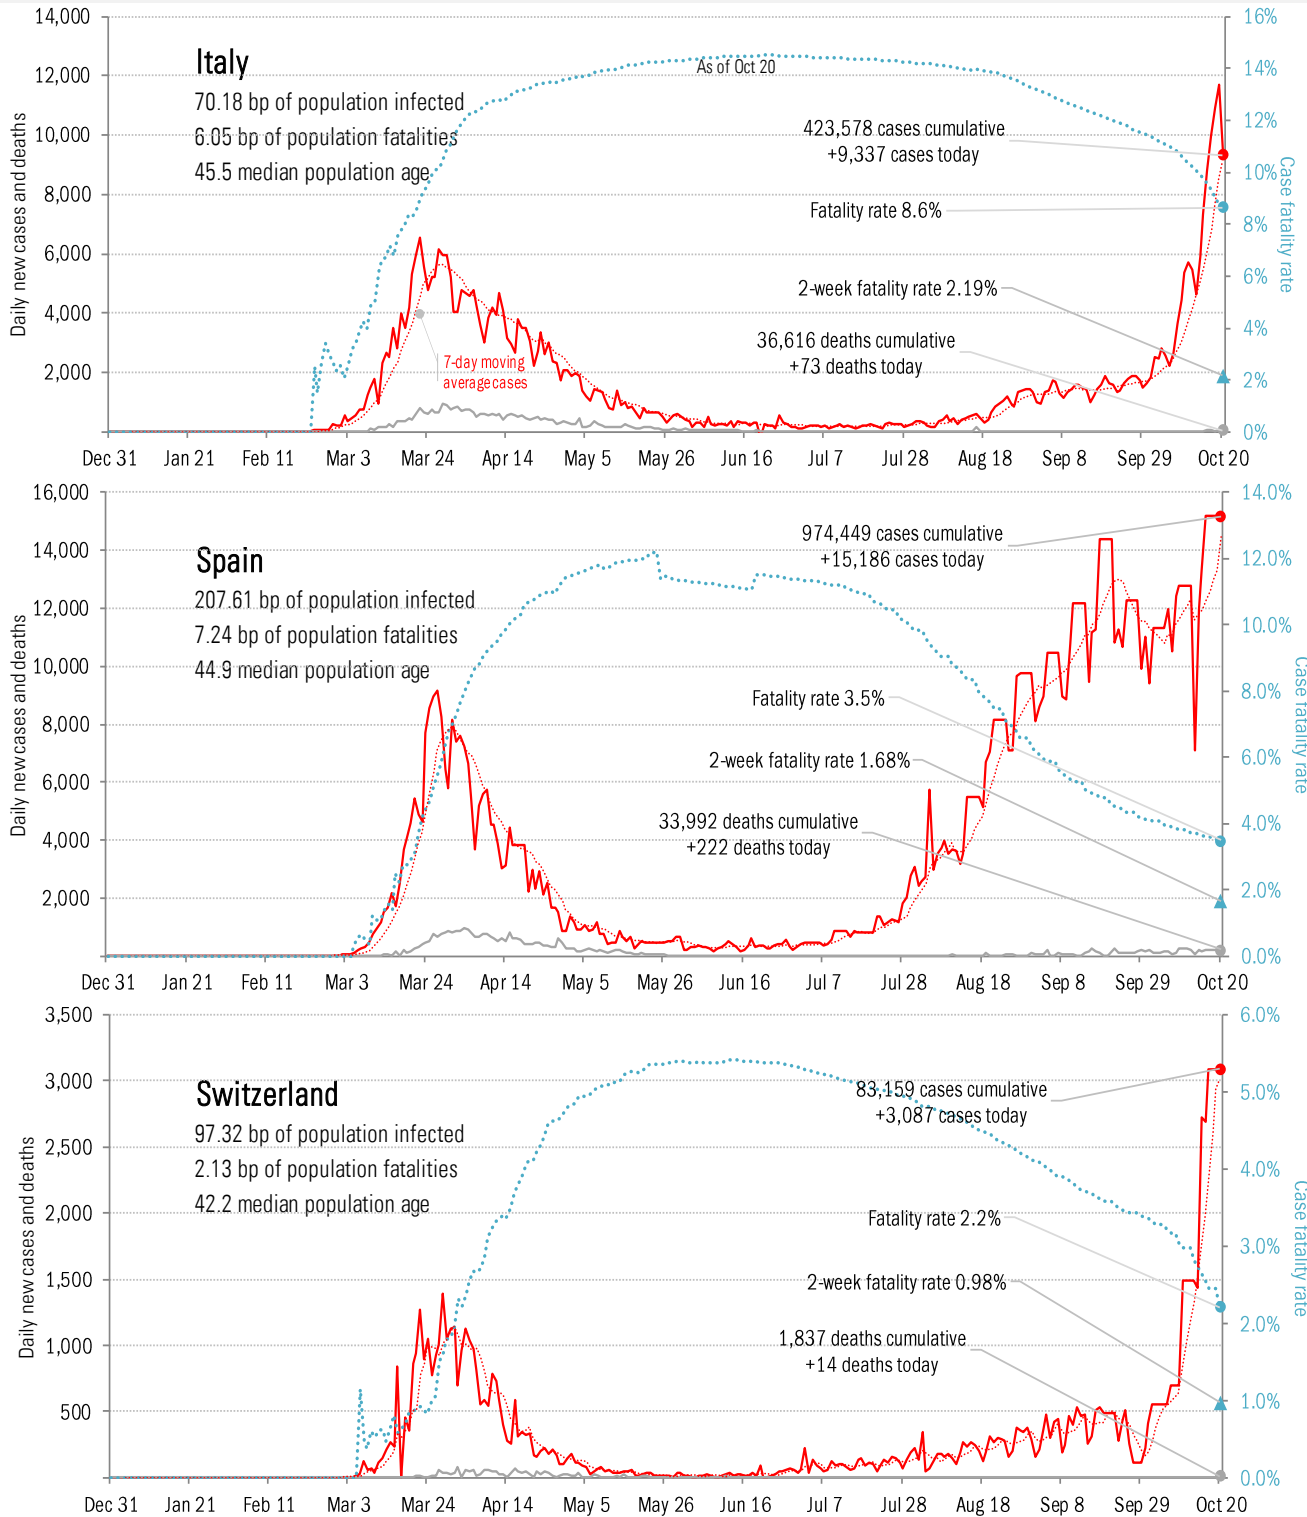 14,000
16%
Italy
As of Oct 20
12,000
14%
70.18 bp of population infected
10,000
12%
423,578 cases cumulative
+9,337 cases today
6.05 bp of population fatalities
45.5 median population age
8,000
10%
Fatality rate 8.6%
6,000
8%
2-week fatality rate 2.19%
6%
4,000
36,616 deaths cumulative
+73 deaths today
4%
7-day moving
average cases
2,000
2%
0%
Daily new cases and deaths
Case fatality rate
Dec 31 Jan 21 Feb 11 Mar 3 Mar 24 Apr 14 May 5 May 26 Jun 16 Jul 7 Jul 28 Aug 18 Sep 8 Sep 29 Oct 20
16,000
14.0%
974,449 cases cumulative
+15,186 cases today
Spain
14,000
12.0%
207.61 bp of population infected
12,000
10.0%
7.24 bp of population fatalities
44.9 median population age
10,000
8.0%
Fatality rate 3.5%
8,000
2-week fatality rate 1.68%
6.0%
6,000
33,992 deaths cumulative
+222 deaths today
4.0%
4,000
2.0%
2,000
0.0%
Daily new cases and deaths
Case fatality rate
Dec 31 Jan 21 Feb 11 Mar 3 Mar 24 Apr 14 May 5 May 26 Jun 16 Jul 7 Jul 28 Aug 18 Sep 8 Sep 29 Oct 20
3,500
6.0%
3,000
Switzerland
83,159 cases cumulative
+3,087 cases today
5.0%
97.32 bp of population infected
2,500
2.13 bp of population fatalities
4.0%
42.2 median population age
2,000
Fatality rate 2.2%
3.0%
1,500
2-week fatality rate 0.98%
2.0%
1,000
1,837 deaths cumulative
+14 deaths today
1.0%
500
0.0%
Daily new cases and deaths
Case fatality rate
Dec 31 Jan 21 Feb 11 Mar 3 Mar 24 Apr 14 May 5 May 26 Jun 16 Jul 7 Jul 28 Aug 18 Sep 8 Sep 29 Oct 20